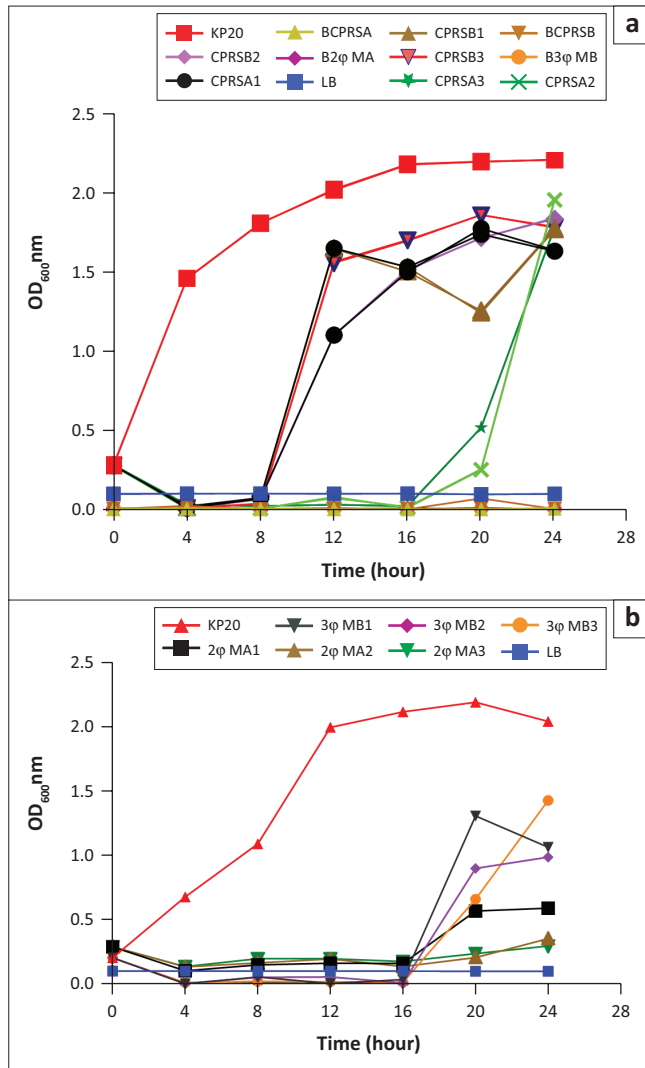 a
KP20 BCPRSA CPRSB1 BCPRSB
CPRSB2 B2φ MA CPRSB3 B3φ MB
CPRSA1 LB CPRSA3 CPRSA2
2.5
2.0
1.5
1.0
0.5
0.0
OD600nm
0 4 8 12 16 20 24 28
Time (hour)
b
KP20 3φ MB1 3φ MB2 3φ MB3
2φ MA1 2φ MA2 2φ MA3 LB
2.5
2.0
1.5
1.0
0.5
0.0
OD600nm
0 4 8 12 16 20 24 28
Time (hour)